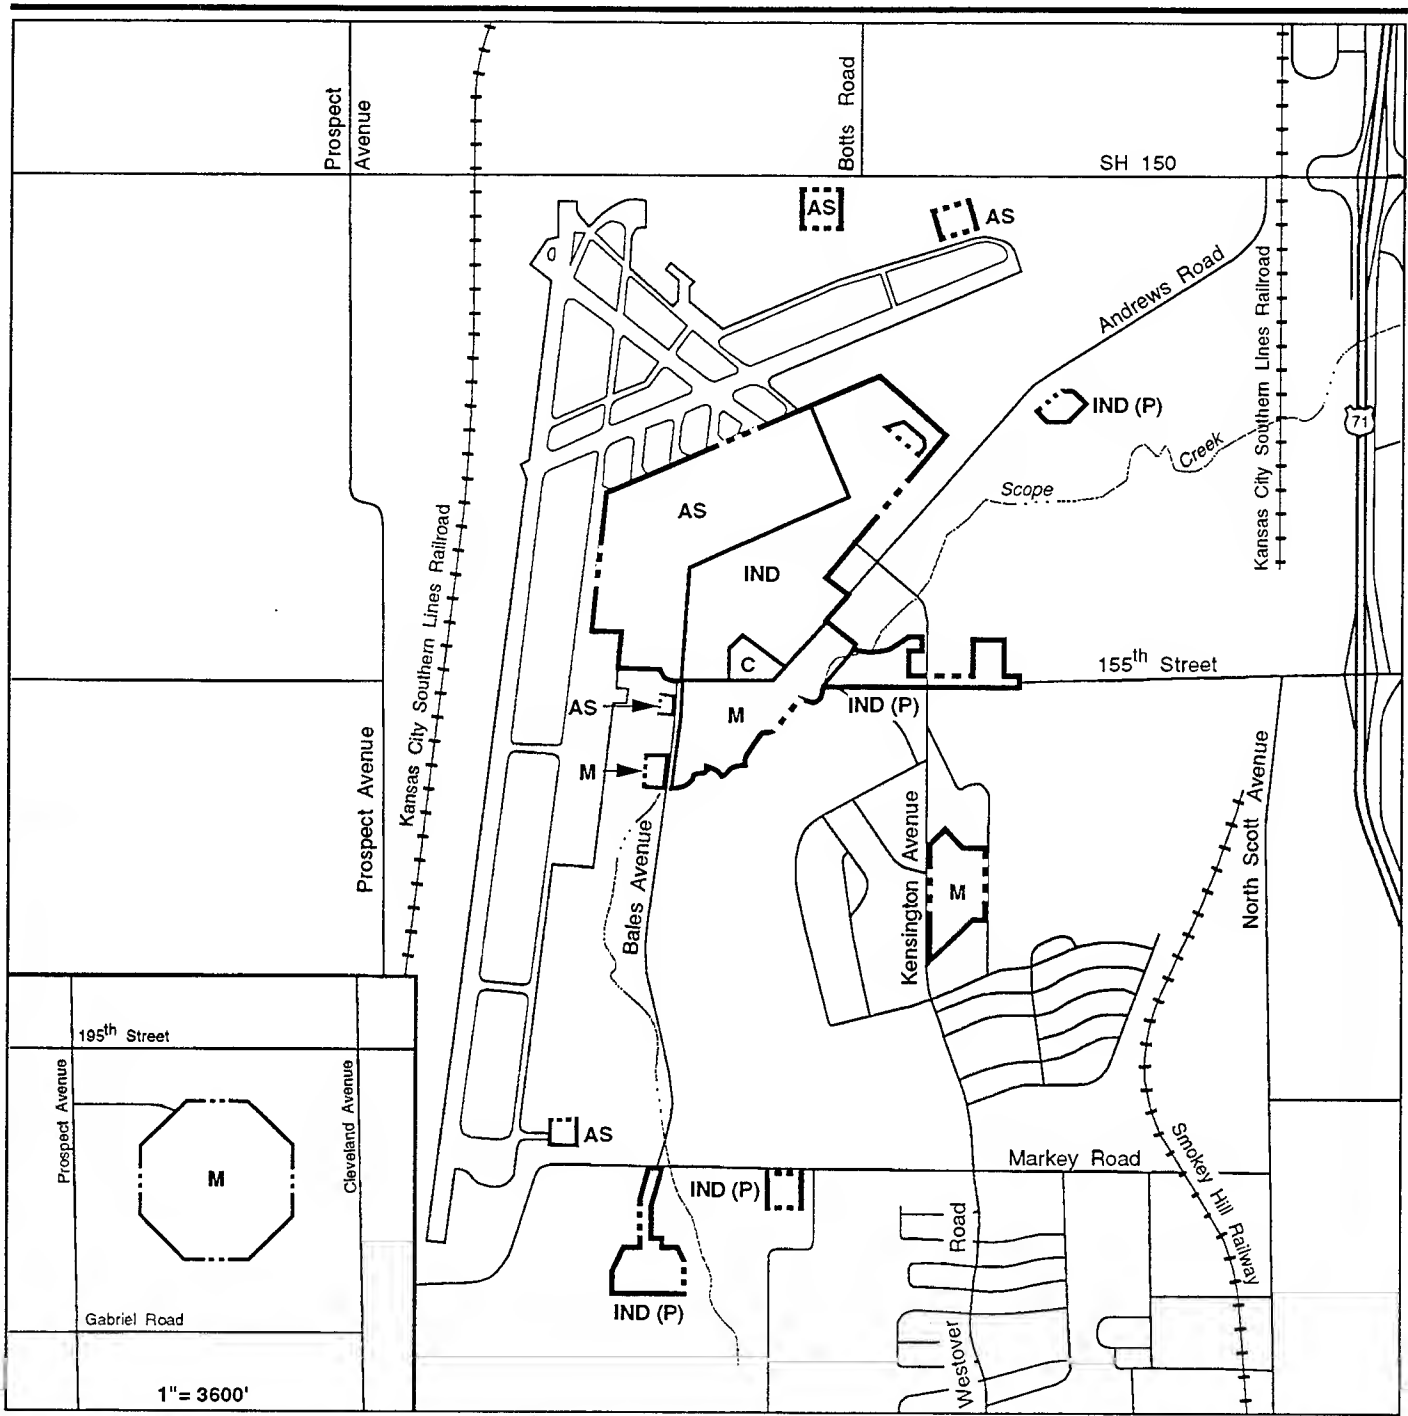 Prospect
Avenue
Botts Road
SH 150
AS
AS
Andrews Road
Kansas City Southern Lines Railroad
71
IND (P)
Scope
Creek
AS
IND
Kansas City Southern Lines Railroad
C
155th Street
AS
M
IND (P)
M
Prospect Avenue
North Scott Avenue
Bales Avenue
Kensington Avenue
M
195th Street
Prospect Avenue
Cleveland Avenue
M
Gabriel Road
1"= 3600'
AS
Markey Road
IND (P)
Smokey Hill Railway
IND (P)
Westover Road